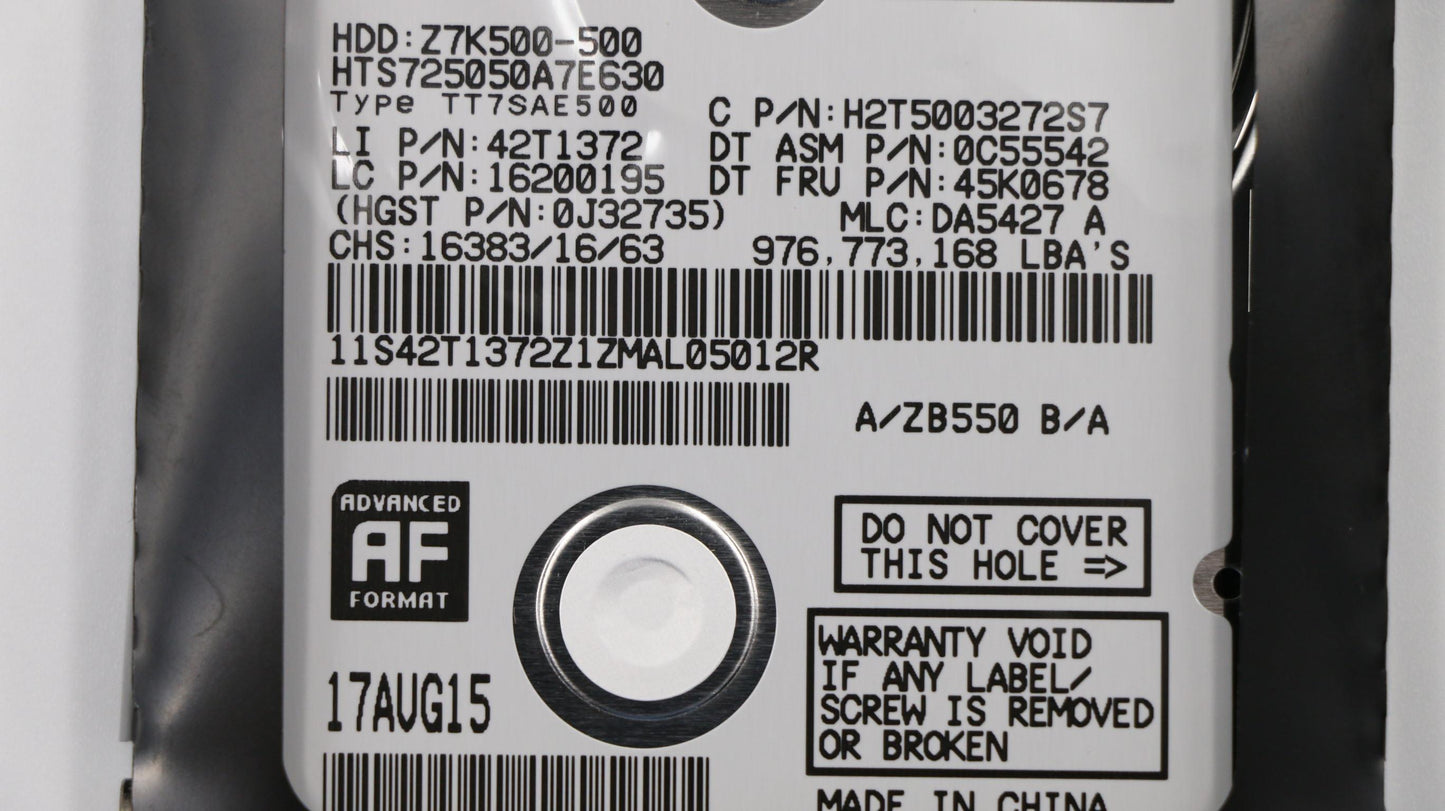 HDD:Z7K500-500
HTS725050A7E630
Type TT7SAE500
C P/N:H2T5003272S7
LI P/N:42T1372
DT ASM P/N:0C55542
LC P/N:16200195
DT FRU P/N:45K0678
(HGST P/N:0J32735)
MLC:DA5427 A
CHS:16383/16/63
976,773,168 LBA'S
11S42T1372Z1ZMAL05012R
A/ZB550 B/A
ADVANCED
AF
FORMAT
DO NOT COVER
THIS HOLE ⇒
17AUG15
WARRANTY VOID
IF ANY LABEL/
SCREW IS REMOVED
OR BROKEN
MADE IN CHINA